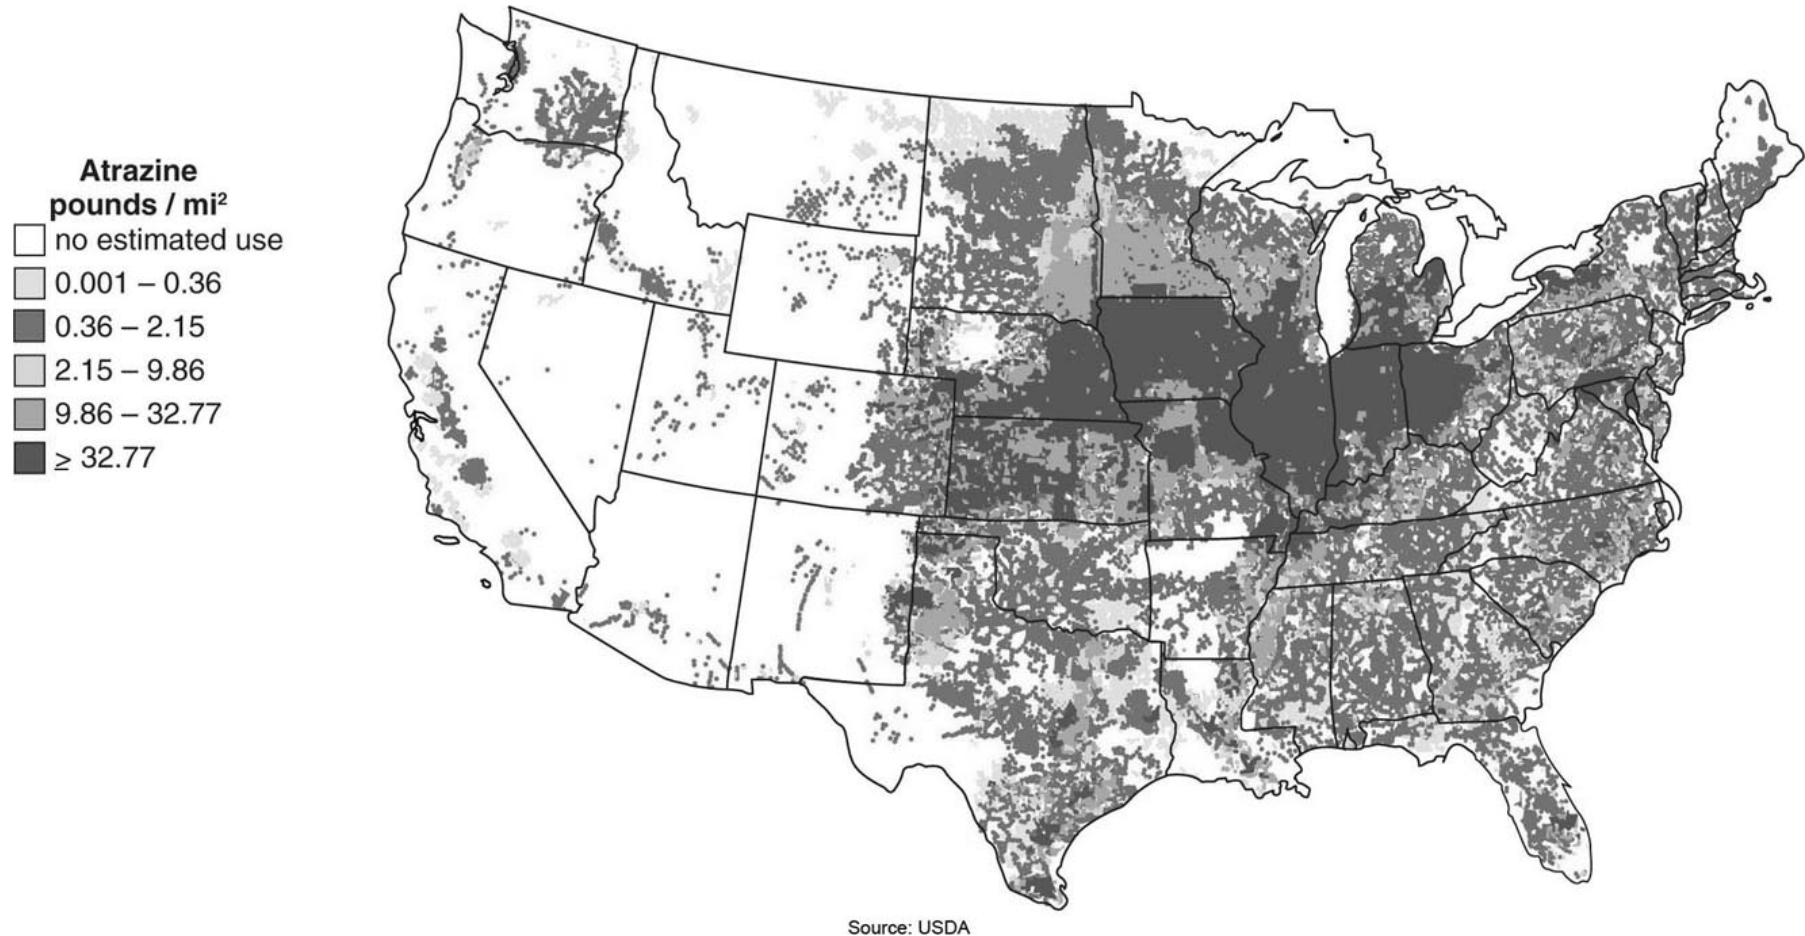 Atrazine
pounds / mi²
no estimated use
0.001 – 0.36
0.36 – 2.15
2.15 – 9.86
9.86 – 32.77
≥ 32.77
Source: USDA